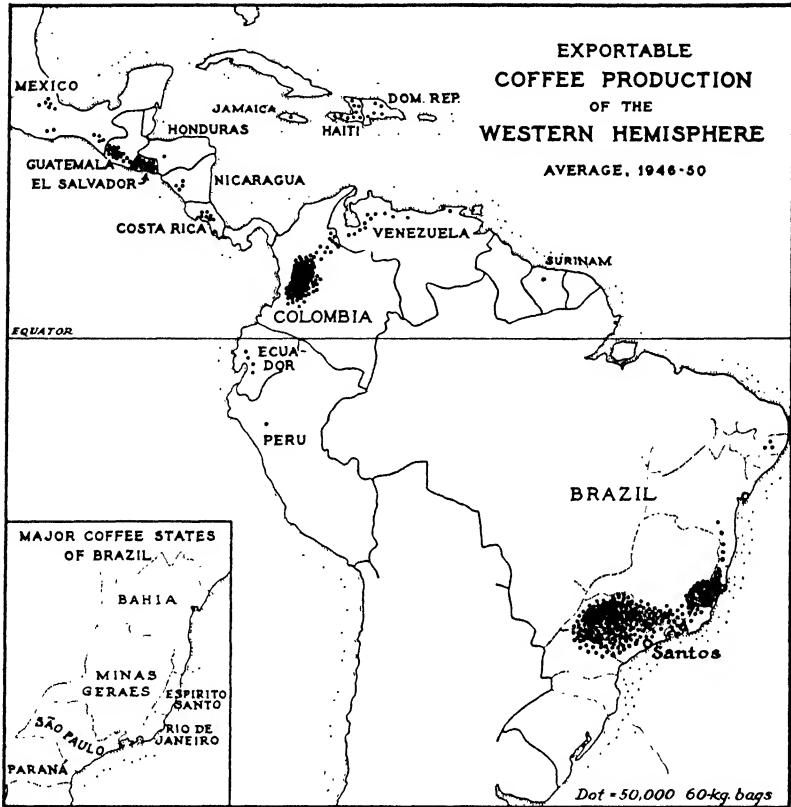 EXPORTABLE
COFFEE PRODUCTION
OF THE
WESTERN HEMISPHERE
AVERAGE, 1946-50
MEXICO
JAMAICA
HAITI
DOM. REP.
HONDURAS
GUATEMALA
EL SALVADOR
NICARAGUA
COSTA RICA
VENEZUELA
SURINAM
COLOMBIA
EQUATOR
ECUA-
DOR
PERU
BRAZIL
Santos
MAJOR COFFEE STATES
OF BRAZIL
BAHIA
MINAS
GERAES
ESPIRITO
SANTO
SÃO PAULO
RIO DE
JANEIRO
PARANÁ
Dot = 50,000 60-kg. bags